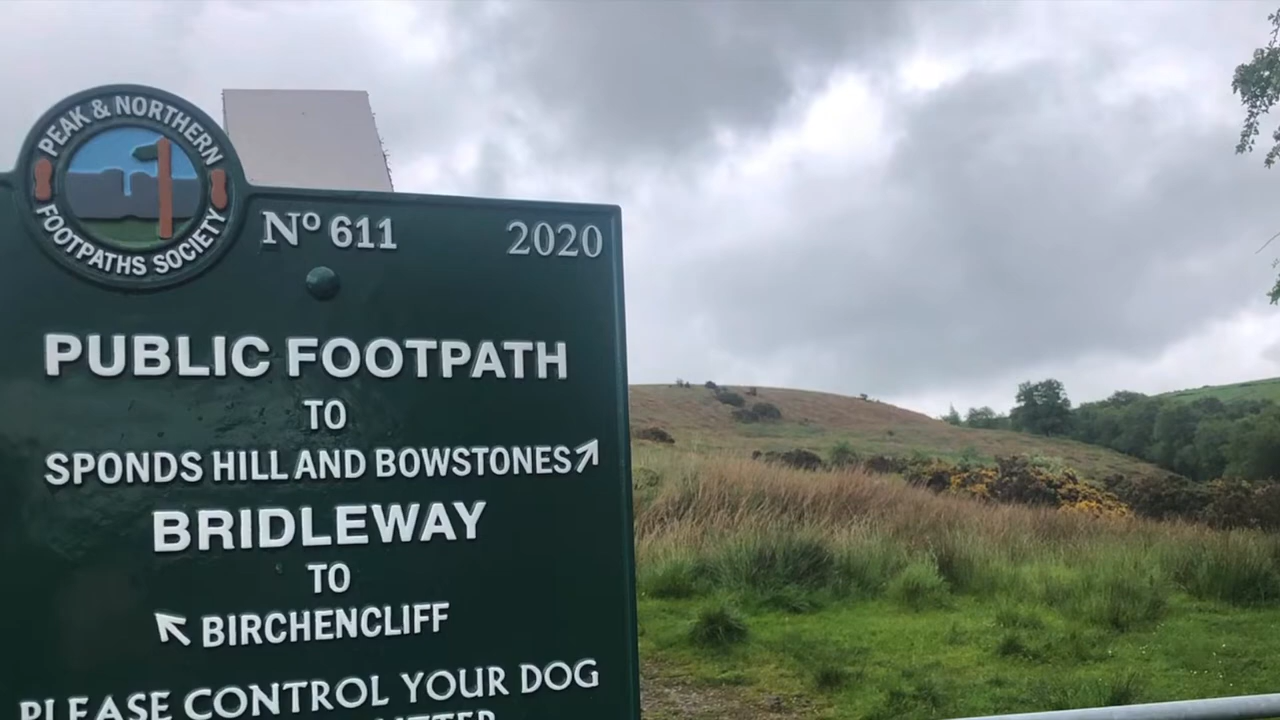 PEAK & NORTHERN
FOOTPATHS SOCIETY
Nº 611 2020
PUBLIC FOOTPATH
TO
SPONDS HILL AND BOWSTONES↗
BRIDLEWAY
TO
↖ BIRCHENCLIFF
PLEASE CONTROL YOUR DOG